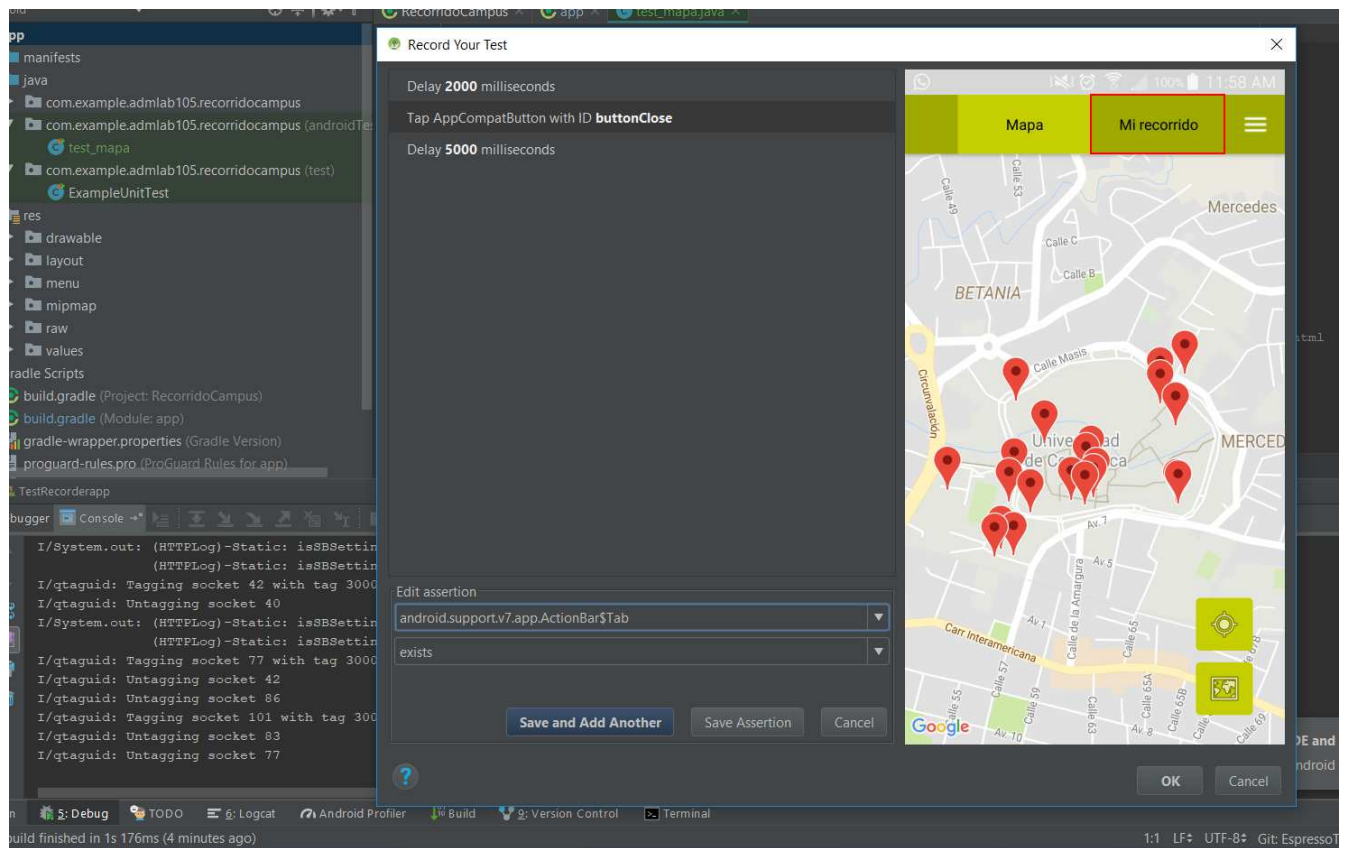 RecorridoCampus
app
test_mapa.java
pp
manifests
java
com.example.admlab105.recorridocampus
com.example.admlab105.recorridocampus (androidTe
test_mapa
com.example.admlab105.recorridocampus (test)
ExampleUnitTest
res
drawable
layout
menu
mipmap
raw
values
radle Scripts
build.gradle (Project: RecorridoCampus)
build.gradle (Module: app)
gradle-wrapper.properties (Gradle Version)
proguard-rules.pro (ProGuard Rules for app)
TestRecorderapp
bugger Console
I/System.out: (HTTPLog)-Static: isSBSettin
(HTTPLog)-Static: isSBSettin
I/qtaguid: Tagging socket 42 with tag 3000
I/qtaguid: Untagging socket 40
I/System.out: (HTTPLog)-Static: isSBSettin
(HTTPLog)-Static: isSBSettin
I/qtaguid: Tagging socket 77 with tag 3000
I/qtaguid: Untagging socket 42
I/qtaguid: Untagging socket 86
I/qtaguid: Tagging socket 101 with tag 300
I/qtaguid: Untagging socket 83
I/qtaguid: Untagging socket 77
Record Your Test
Delay 2000 milliseconds
Tap AppCompatButton with ID buttonClose
Delay 5000 milliseconds
Edit assertion
android.support.v7.app.ActionBar$Tab
exists
Save and Add Another Save Assertion Cancel
?
100% 11:58 AM
Mapa Mi recorrido
Calle 53
Calle 49
Mercedes
Calle C
Calle B
BETANIA
Calle Masis
Circunvalación
MERCED
Av. 7
Av 5
Calle de la Amargura
Av 1
Carr Interamericana
Calle 65
Calle 57
Calle 55
Calle 59
Calle 63
Calle 65A
Calle 65B
Calle 69
Google
Av. 10
Av. 8
OK Cancel
html
DE and
ndroid
5: Debug TODO 6: Logcat Android Profiler Build 9: Version Control Terminal
build finished in 1s 176ms (4 minutes ago)
1:1 LF UTF-8 Git: EspressoT